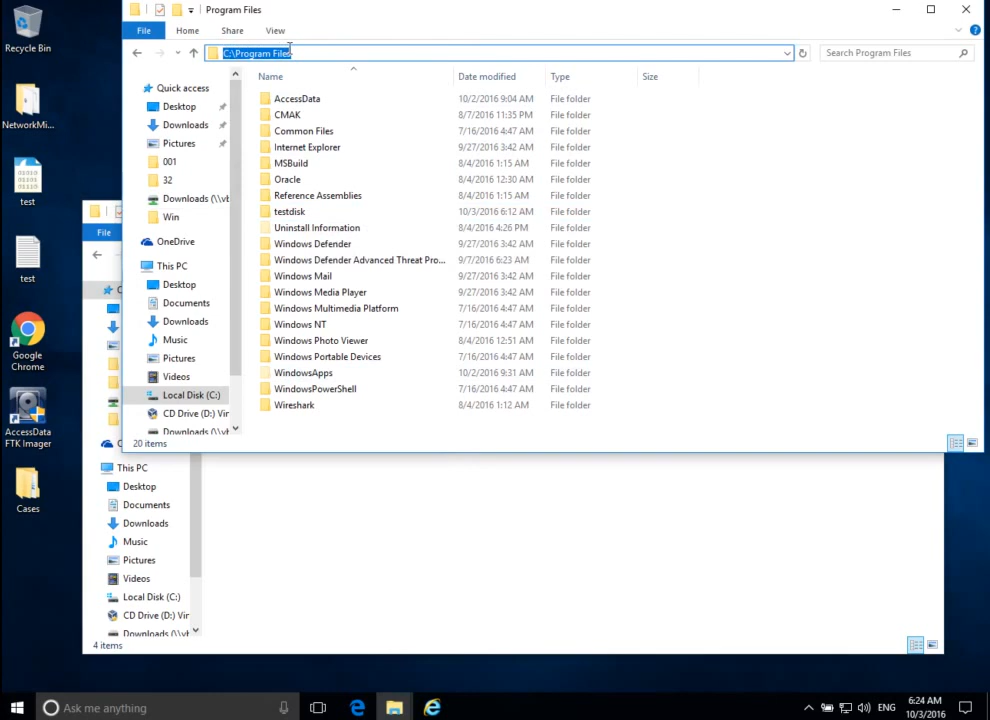 Program Files
File
Home
Share
View
C:\Program Files
Search Program Files
Name
Date modified
Type
Size
Quick access
Desktop
Downloads
Pictures
001
32
Downloads (\\vb
Win
OneDrive
This PC
Desktop
Documents
Downloads
Music
Pictures
Videos
Local Disk (C:)
CD Drive (D:) Vir
Downloads (\\vb
AccessData 10/2/2016 9:04 AM File folder
CMAK 8/7/2016 11:35 PM File folder
Common Files 7/16/2016 4:47 AM File folder
Internet Explorer 9/27/2016 3:42 AM File folder
MSBuild 8/4/2016 1:15 AM File folder
Oracle 8/4/2016 12:30 AM File folder
Reference Assemblies 8/4/2016 1:15 AM File folder
testdisk 10/3/2016 6:12 AM File folder
Uninstall Information 8/4/2016 4:26 PM File folder
Windows Defender 9/27/2016 3:42 AM File folder
Windows Defender Advanced Threat Pro... 9/7/2016 6:23 AM File folder
Windows Mail 9/27/2016 3:42 AM File folder
Windows Media Player 9/27/2016 3:42 AM File folder
Windows Multimedia Platform 7/16/2016 4:47 AM File folder
Windows NT 7/16/2016 4:47 AM File folder
Windows Photo Viewer 8/4/2016 12:51 AM File folder
Windows Portable Devices 7/16/2016 4:47 AM File folder
WindowsApps 10/2/2016 9:31 AM File folder
WindowsPowerShell 7/16/2016 4:47 AM File folder
Wireshark 8/4/2016 1:12 AM File folder
20 items
Recycle Bin
NetworkMi...
test
test
Google
Chrome
AccessData
FTK Imager
Cases
File
This PC
Desktop
Documents
Downloads
Music
Pictures
Videos
Local Disk (C:)
CD Drive (D:) Vir
Downloads (\\vb
4 items
Ask me anything
ENG
6:24 AM
10/3/2016